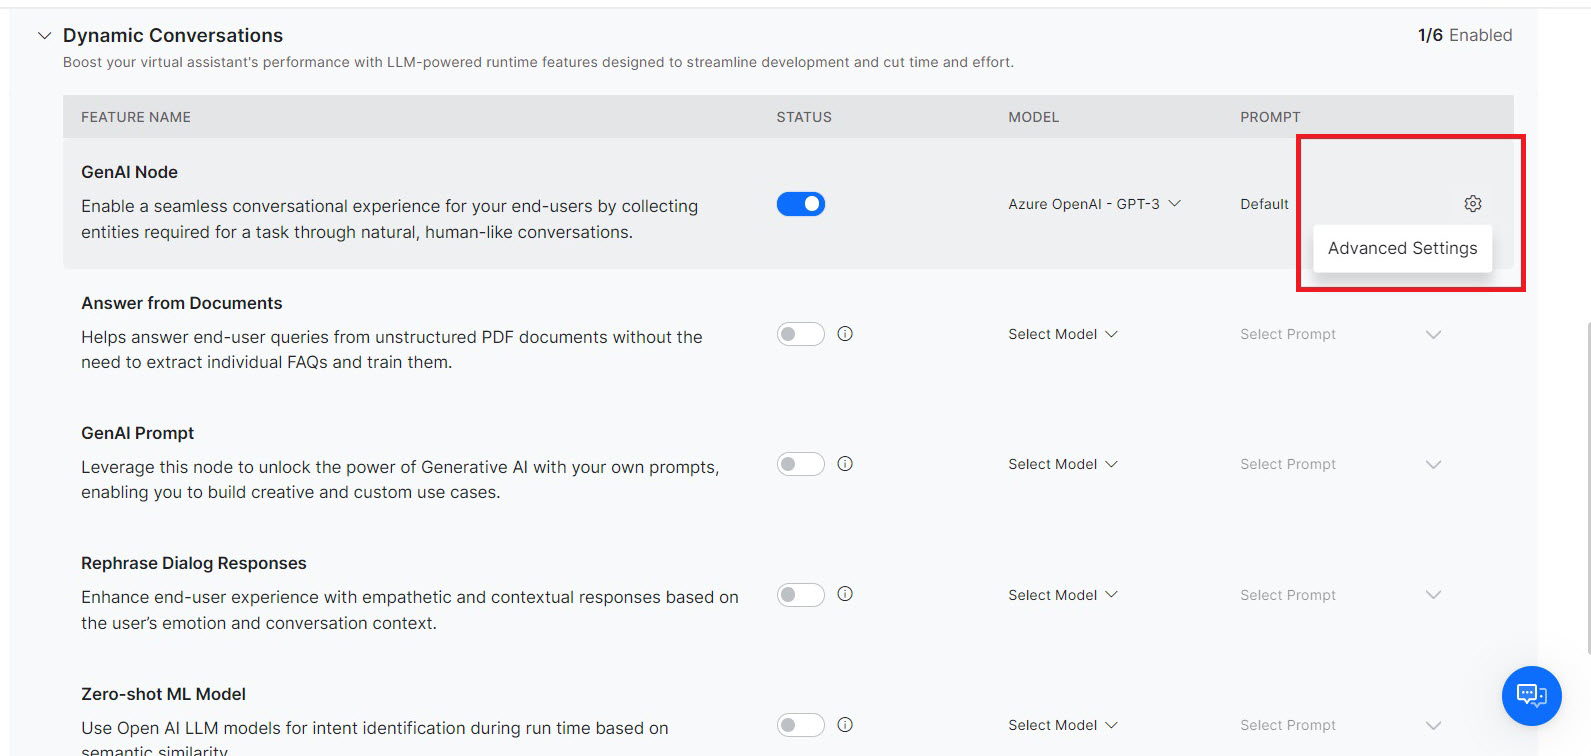 Dynamic Conversations
1/6 Enabled
Boost your virtual assistant's performance with LLM-powered runtime features designed to streamline development and cut time and effort.
FEATURE NAME STATUS MODEL PROMPT
GenAI Node
Enable a seamless conversational experience for your end-users by collecting
entities required for a task through natural, human-like conversations.
Azure OpenAI - GPT-3
Default
Advanced Settings
Answer from Documents
Helps answer end-user queries from unstructured PDF documents without the
need to extract individual FAQs and train them.
Select Model
Select Prompt
GenAI Prompt
Leverage this node to unlock the power of Generative AI with your own prompts,
enabling you to build creative and custom use cases.
Select Model
Select Prompt
Rephrase Dialog Responses
Enhance end-user experience with empathetic and contextual responses based on
the user’s emotion and conversation context.
Select Model
Select Prompt
Zero-shot ML Model
Use Open AI LLM models for intent identification during run time based on
semantic similarity.
Select Model
Select Prompt